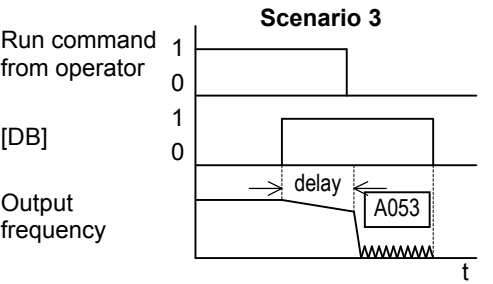 Scenario 3
Run command
from operator
1
0
[DB]
1
0
Output
frequency
delay
A053
t